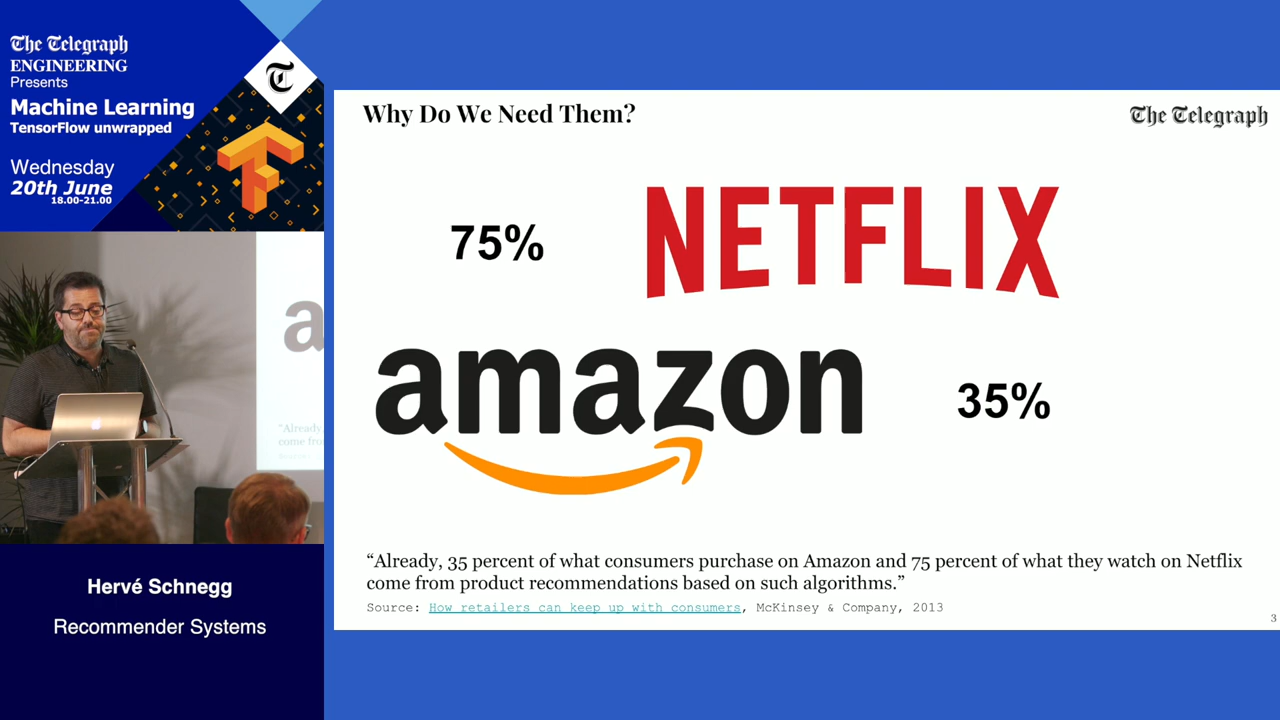 The Telegraph
ENGINEERING
Presents
Machine Learning
TensorFlow unwrapped
Wednesday
20th June
18.00-21.00
T
Why Do We Need Them?
The Telegraph
75%
NETFLIX
amazon
35%
“Already, 35 percent of what consumers purchase on Amazon and 75 percent of what they watch on Netflix
come from product recommendations based on such algorithms.”
Source: How retailers can keep up with consumers, McKinsey & Company, 2013
3
a
“Already,
come fro
Hervé Schnegg
Recommender Systems